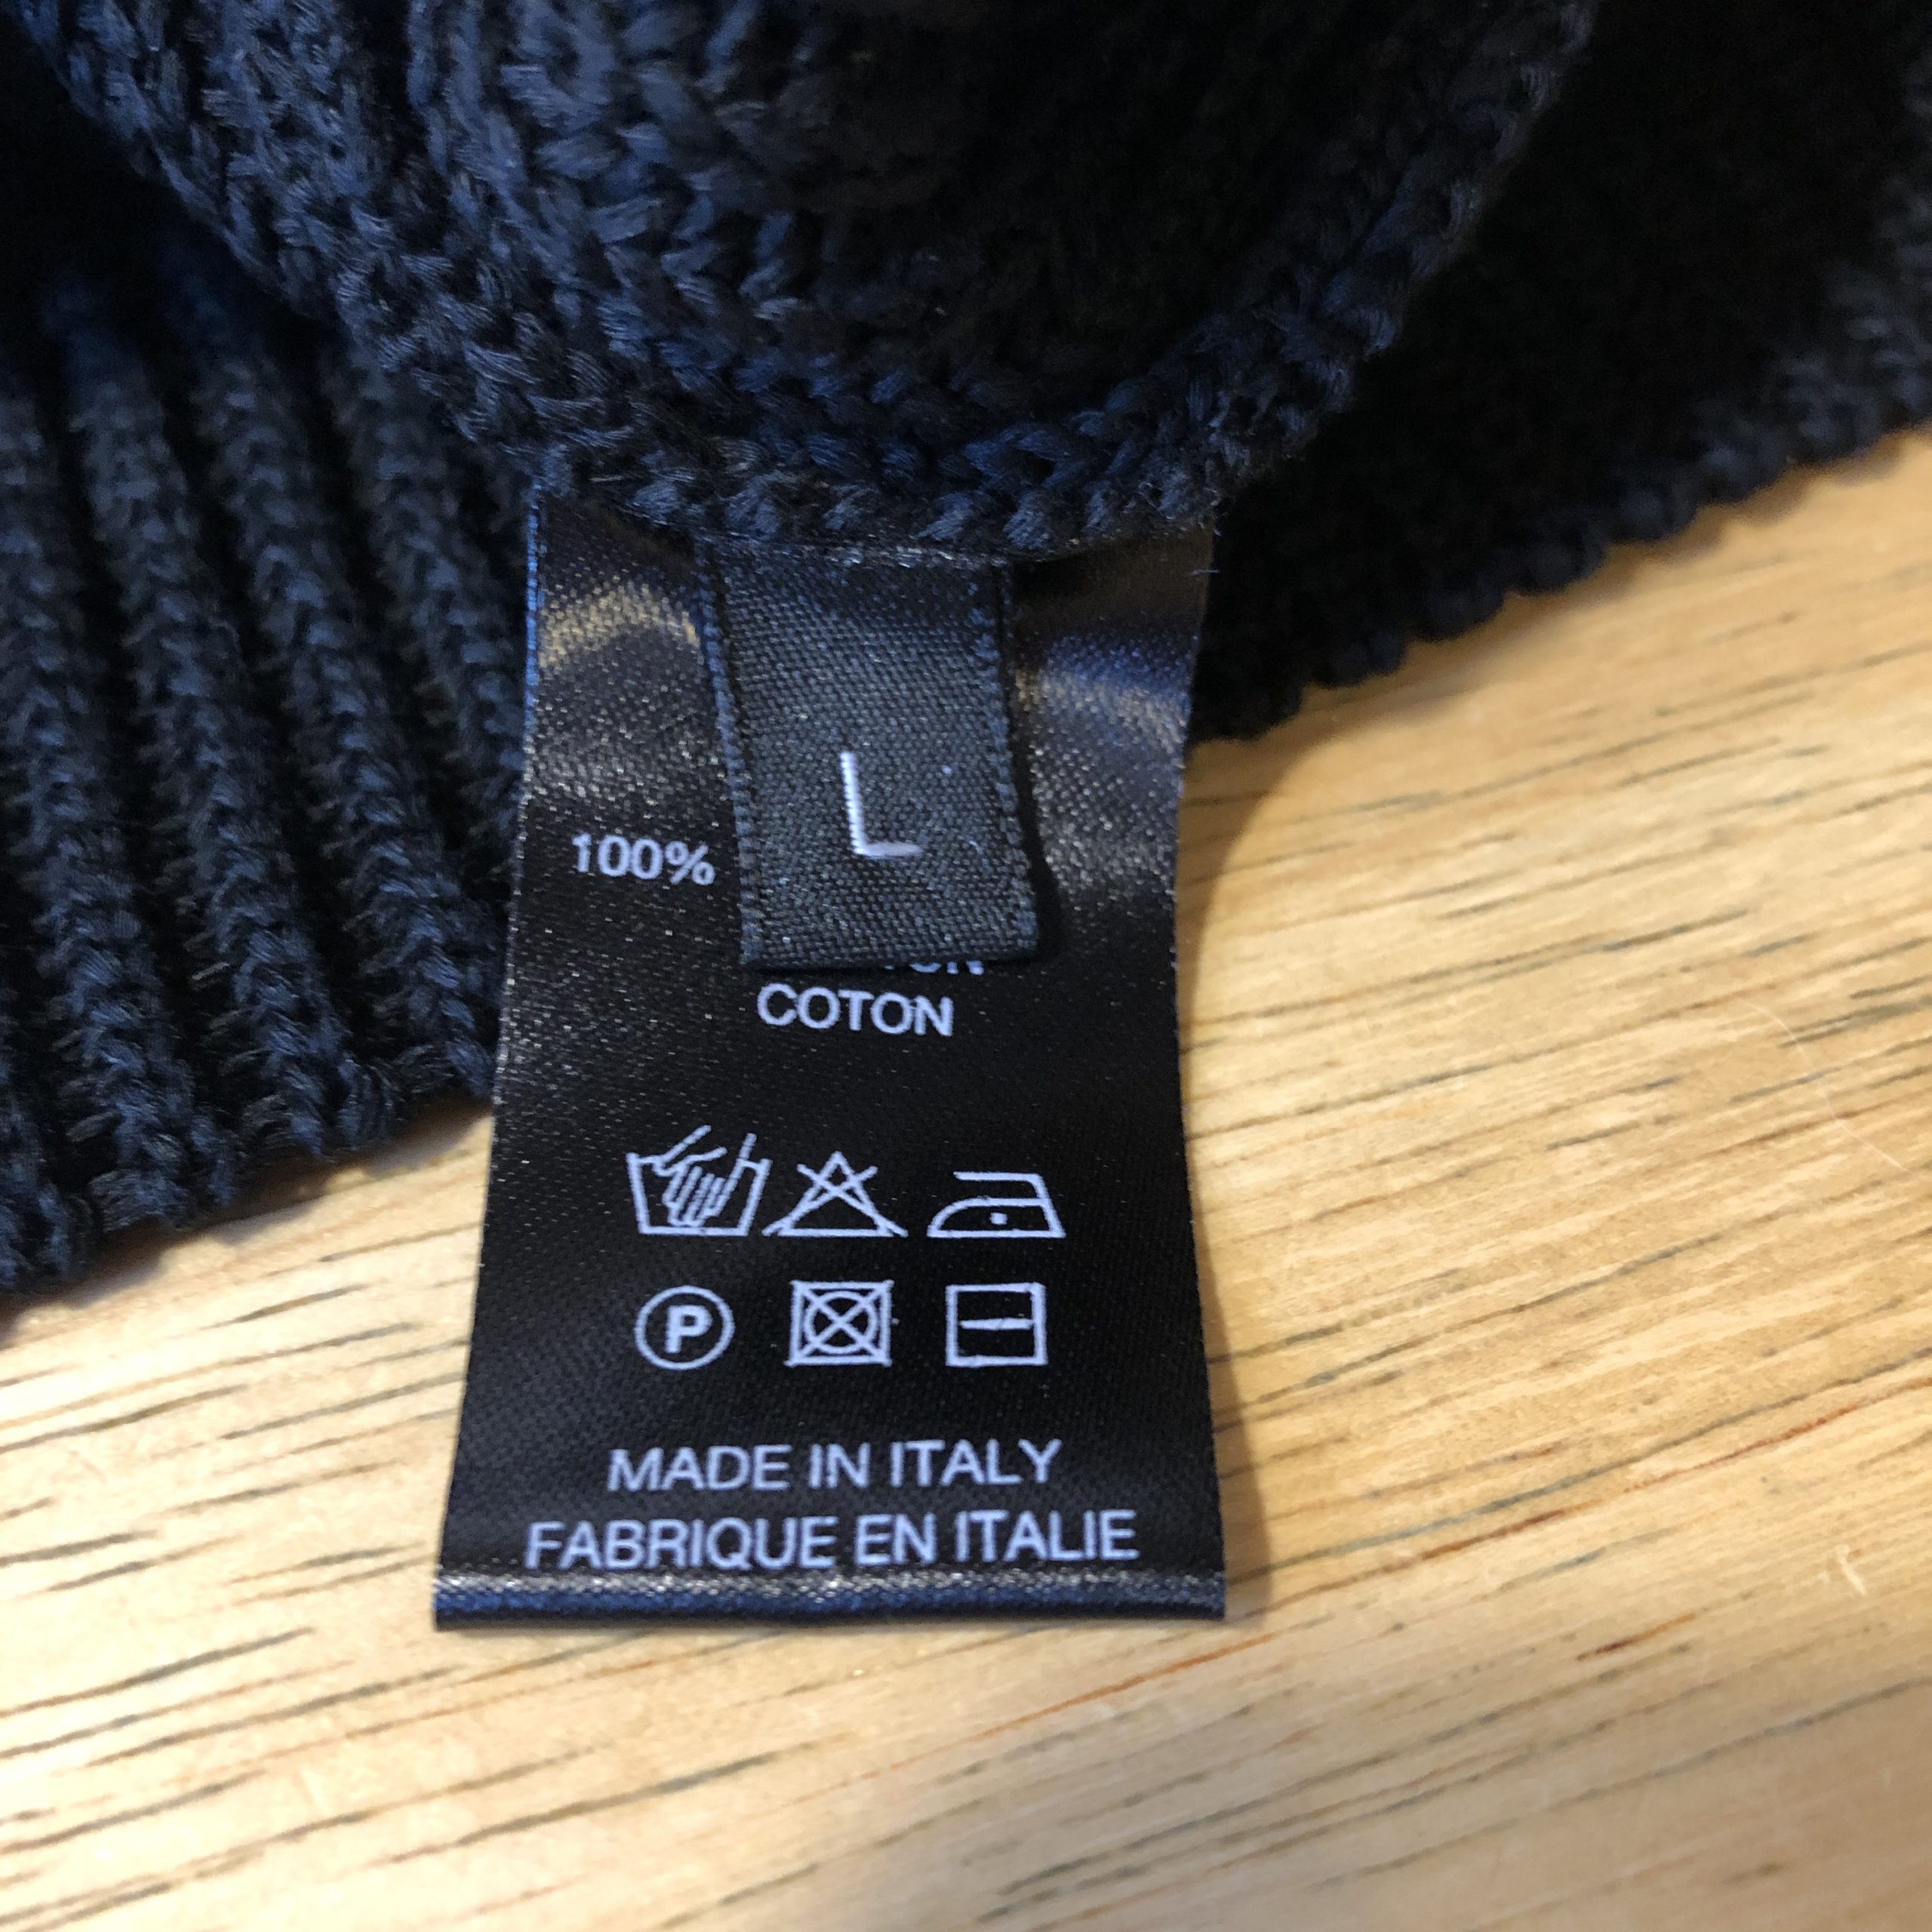 L
100%
COTON
P
MADE IN ITALY
FABRIQUE EN ITALIE